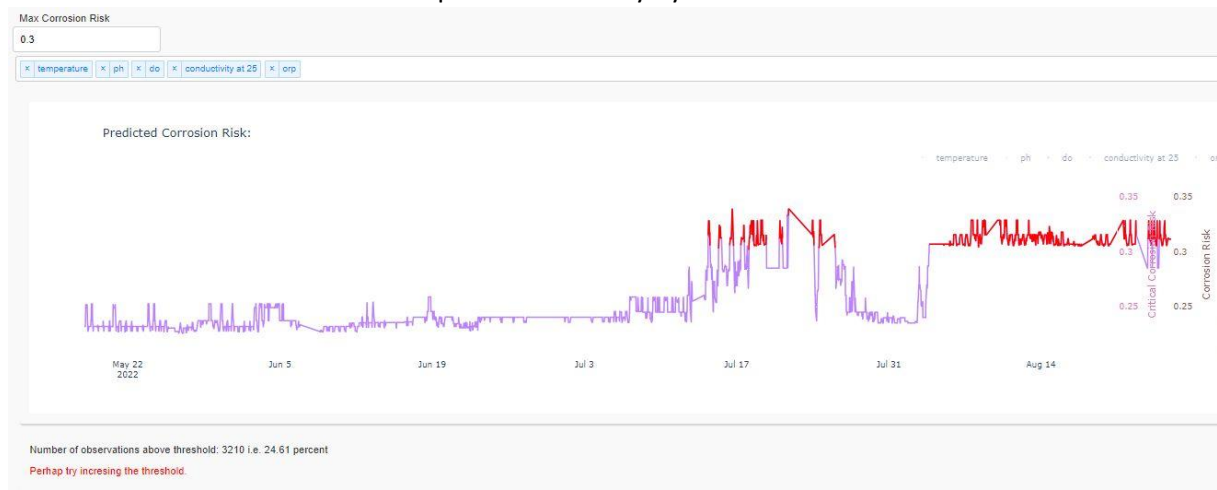 Max Corrosion Risk
0.3
× temperature × ph × do × conductivity at 25 × orp
Predicted Corrosion Risk:
temperature ph do conductivity at 25
0.35 0.35
0.3 0.3
0.25 0.25
Critical Corrosion Risk
Corrosion Risk
May 22 Jun 5 Jun 19 Jul 3 Jul 17 Jul 31 Aug 14
2022
Number of observations above threshold: 3210 i.e. 24.61 percent
Perhap try incresing the threshold.